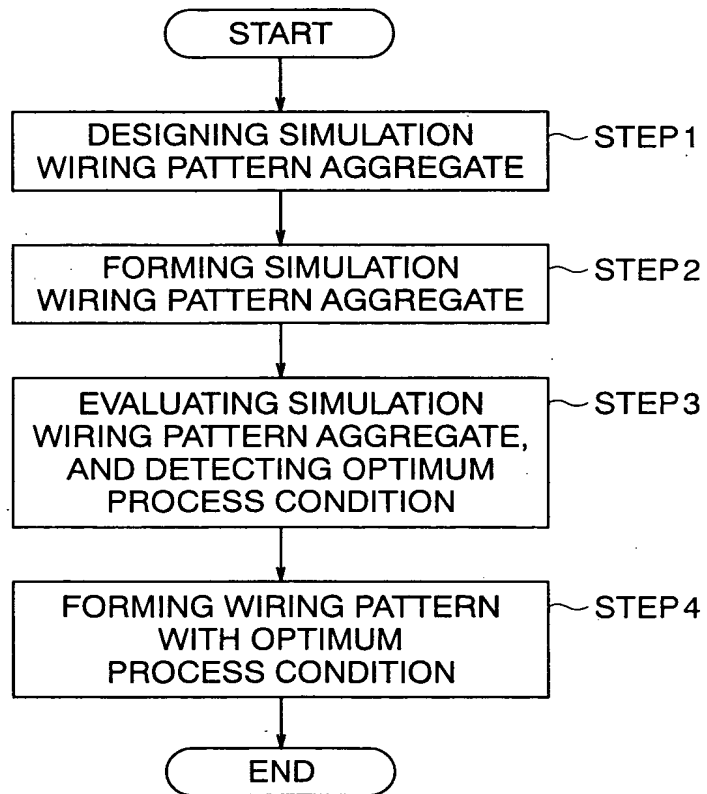 START
DESIGNING SIMULATION
WIRING PATTERN AGGREGATE
STEP1
FORMING SIMULATION
WIRING PATTERN AGGREGATE
STEP2
EVALUATING SIMULATION
WIRING PATTERN AGGREGATE,
AND DETECTING OPTIMUM
PROCESS CONDITION
STEP3
FORMING WIRING PATTERN
WITH OPTIMUM
PROCESS CONDITION
STEP4
END